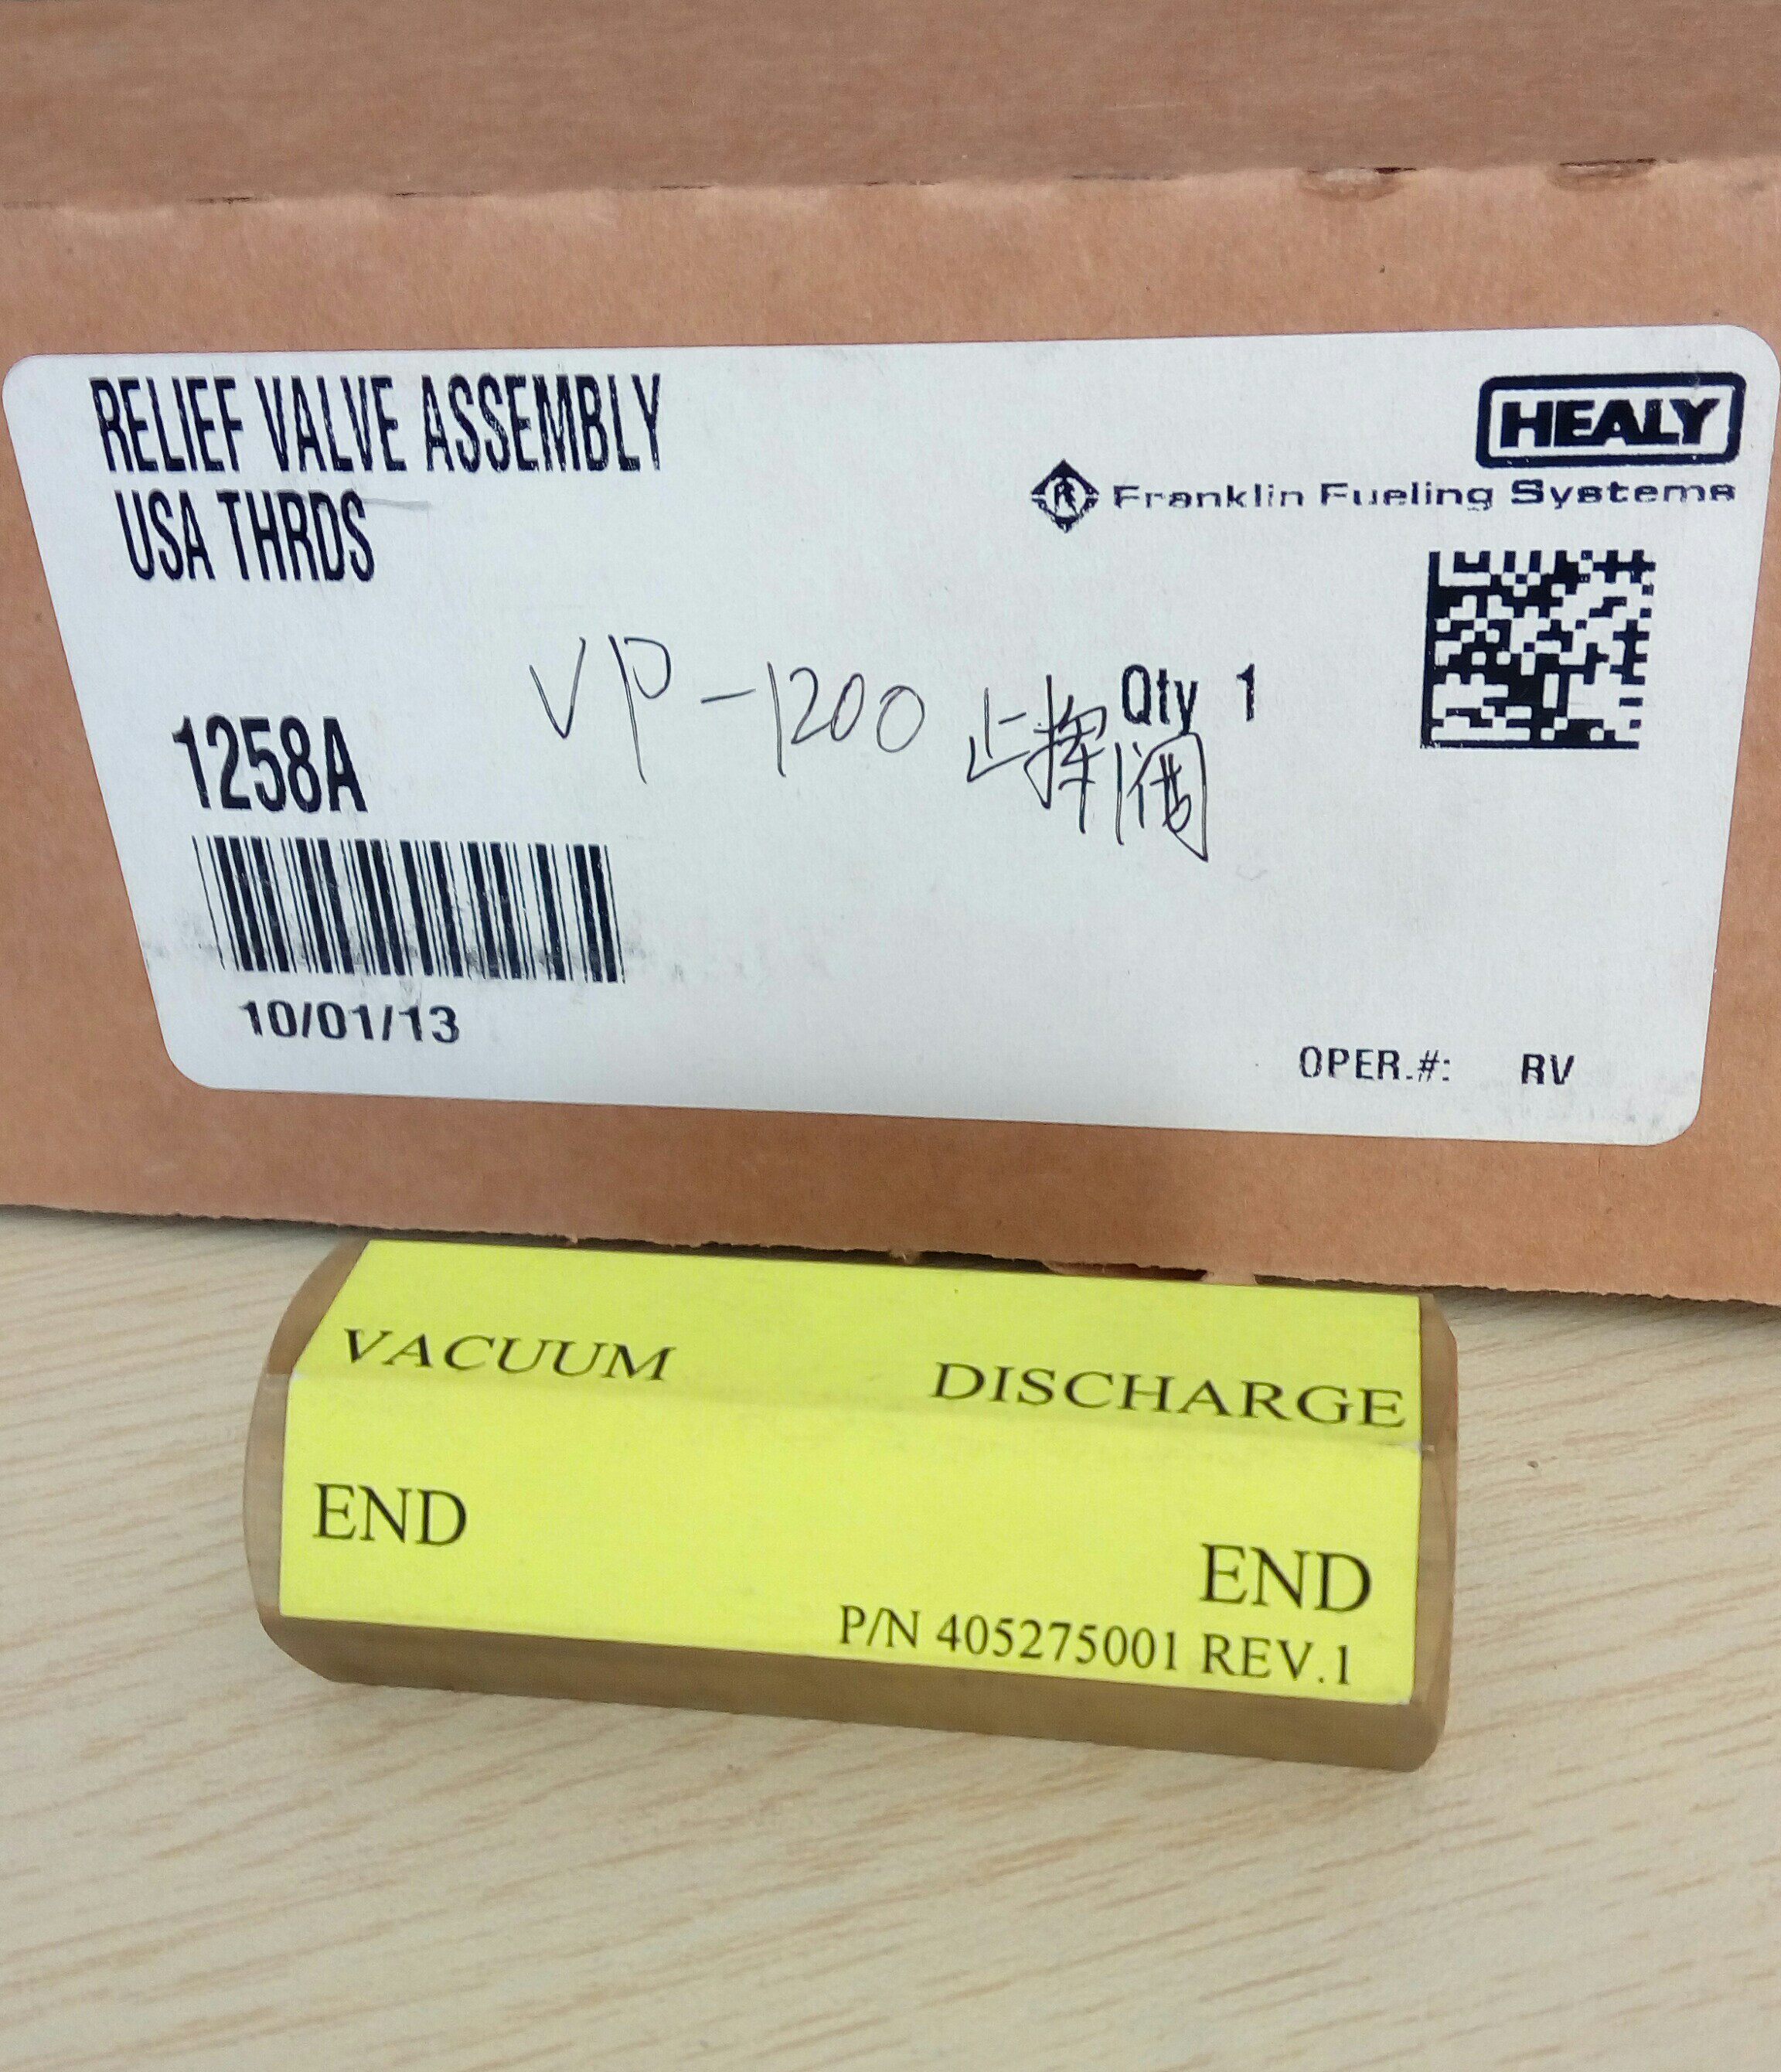 RELIEF VALVE ASSEMBLY
USA THRDS
HEALY
Franklin Fueling Systems
VP-1200 止挥阀
Qty 1
1258A
10/01/13
OPER.#: RV
VACUUM DISCHARGE
END
END
P/N 405275001 REV.1